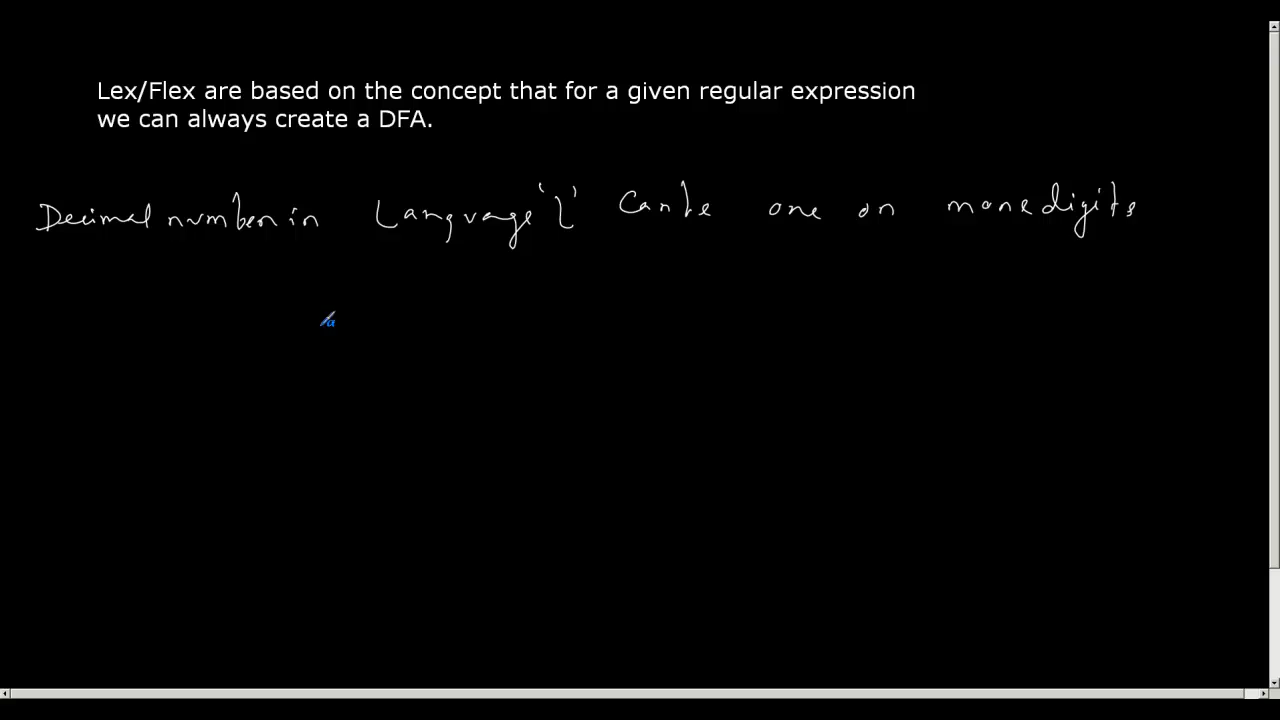 Lex/Flex are based on the concept that for a given regular expression
we can always create a DFA.
Decimal number in Language 'L' can be one or more digits